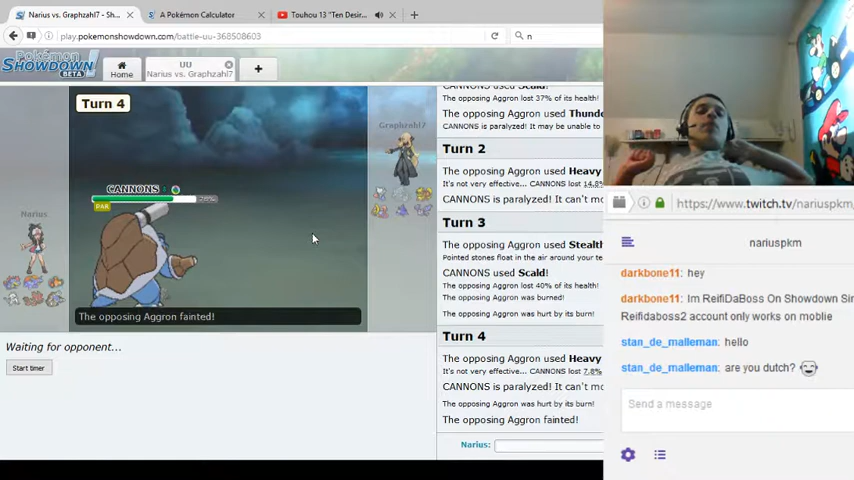 Narius vs. Graphzahl7 - Sh...
A Pokémon Calculator
Touhou 13 "Ten Desir...
play.pokemonshowdown.com/battle-uu-368508603
n
Pokémon
SHOWDOWN
BETA
Home
UU
Narius vs. Graphzahl7
Turn 4
CANNONS
PAR
Graphzahl7
Narius
The opposing Aggron fainted!
Waiting for opponent...
Start timer
CANNONS used Scald!
The opposing Aggron lost 37% of its health!
The opposing Aggron used Thunde
CANNONS is paralyzed! It may be unable to
Turn 2
The opposing Aggron used Heavy
It's not very effective... CANNONS lost 14.8%
CANNONS is paralyzed! It can't mo
Turn 3
The opposing Aggron used Stealth
Pointed stones float in the air around your te
CANNONS used Scald!
The opposing Aggron lost 40% of its health!
The opposing Aggron was burned!
The opposing Aggron was hurt by its burn!
Turn 4
The opposing Aggron used Heavy
It's not very effective... CANNONS lost 7.8%
CANNONS is paralyzed! It can't mo
The opposing Aggron was hurt by its burn!
The opposing Aggron fainted!
Narius:
https://www.twitch.tv/nariuspkm/
nariuspkm
darkbone11: hey
darkbone11: Im ReifiDaBoss On Showdown Sin
Reifidaboss2 account only works on moblie
stan_de_malleman: hello
stan_de_malleman: are you dutch?
Send a message